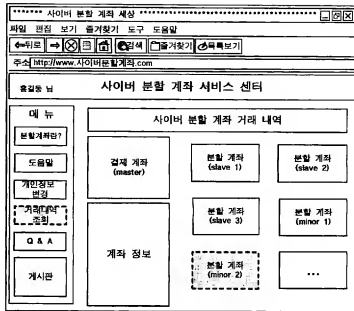 사이버 분할 계좌 세상
파일 편집 보기 즐겨찾기 도구 도움말
뒤로 검색 즐겨찾기 목록보기
주소 http://www.사이버분할계좌.com
홍길동 님 사이버 분할 계좌 서비스 센터
메 뉴
분할계좌란?
도움말
개인정보
변경
거래내역
조회
Q & A
게시판
사이버 분할 계좌 거래 내역
결제 계좌
(master)
분할 계좌
(slave 1)
분할 계좌
(slave 2)
계좌 정보
분할 계좌
(slave 3)
분할 계좌
(minor 1)
분할 계좌
(minor 2)
...